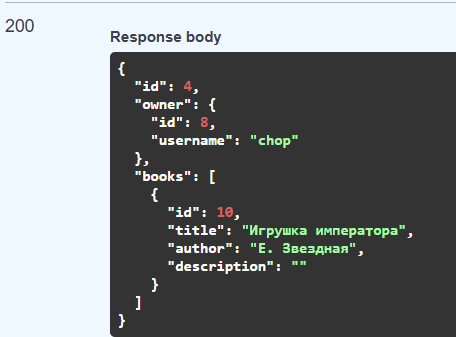 200
Response body
{
  "id": 4,
  "owner": {
    "id": 8,
    "username": "chop"
  },
  "books": [
    {
      "id": 10,
      "title": "Игрушка императора",
      "author": "Е. Звездная",
      "description": ""
    }
  ]
}